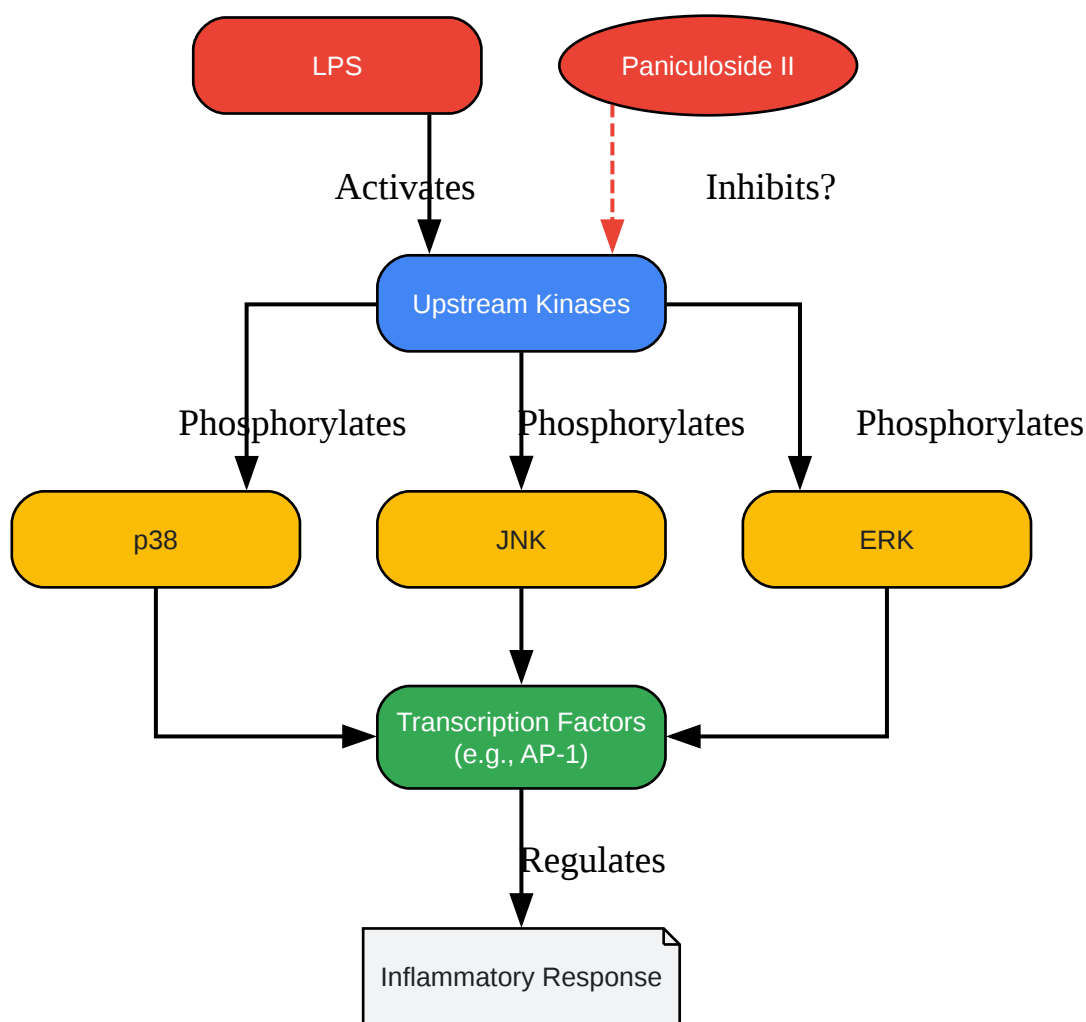 LPS
Paniculoside II
Activates
Inhibits?
Upstream Kinases
Phosphorylates
Phosphorylates
Phosphorylates
p38
JNK
ERK
Transcription Factors
(e.g., AP-1)
Regulates
Inflammatory Response